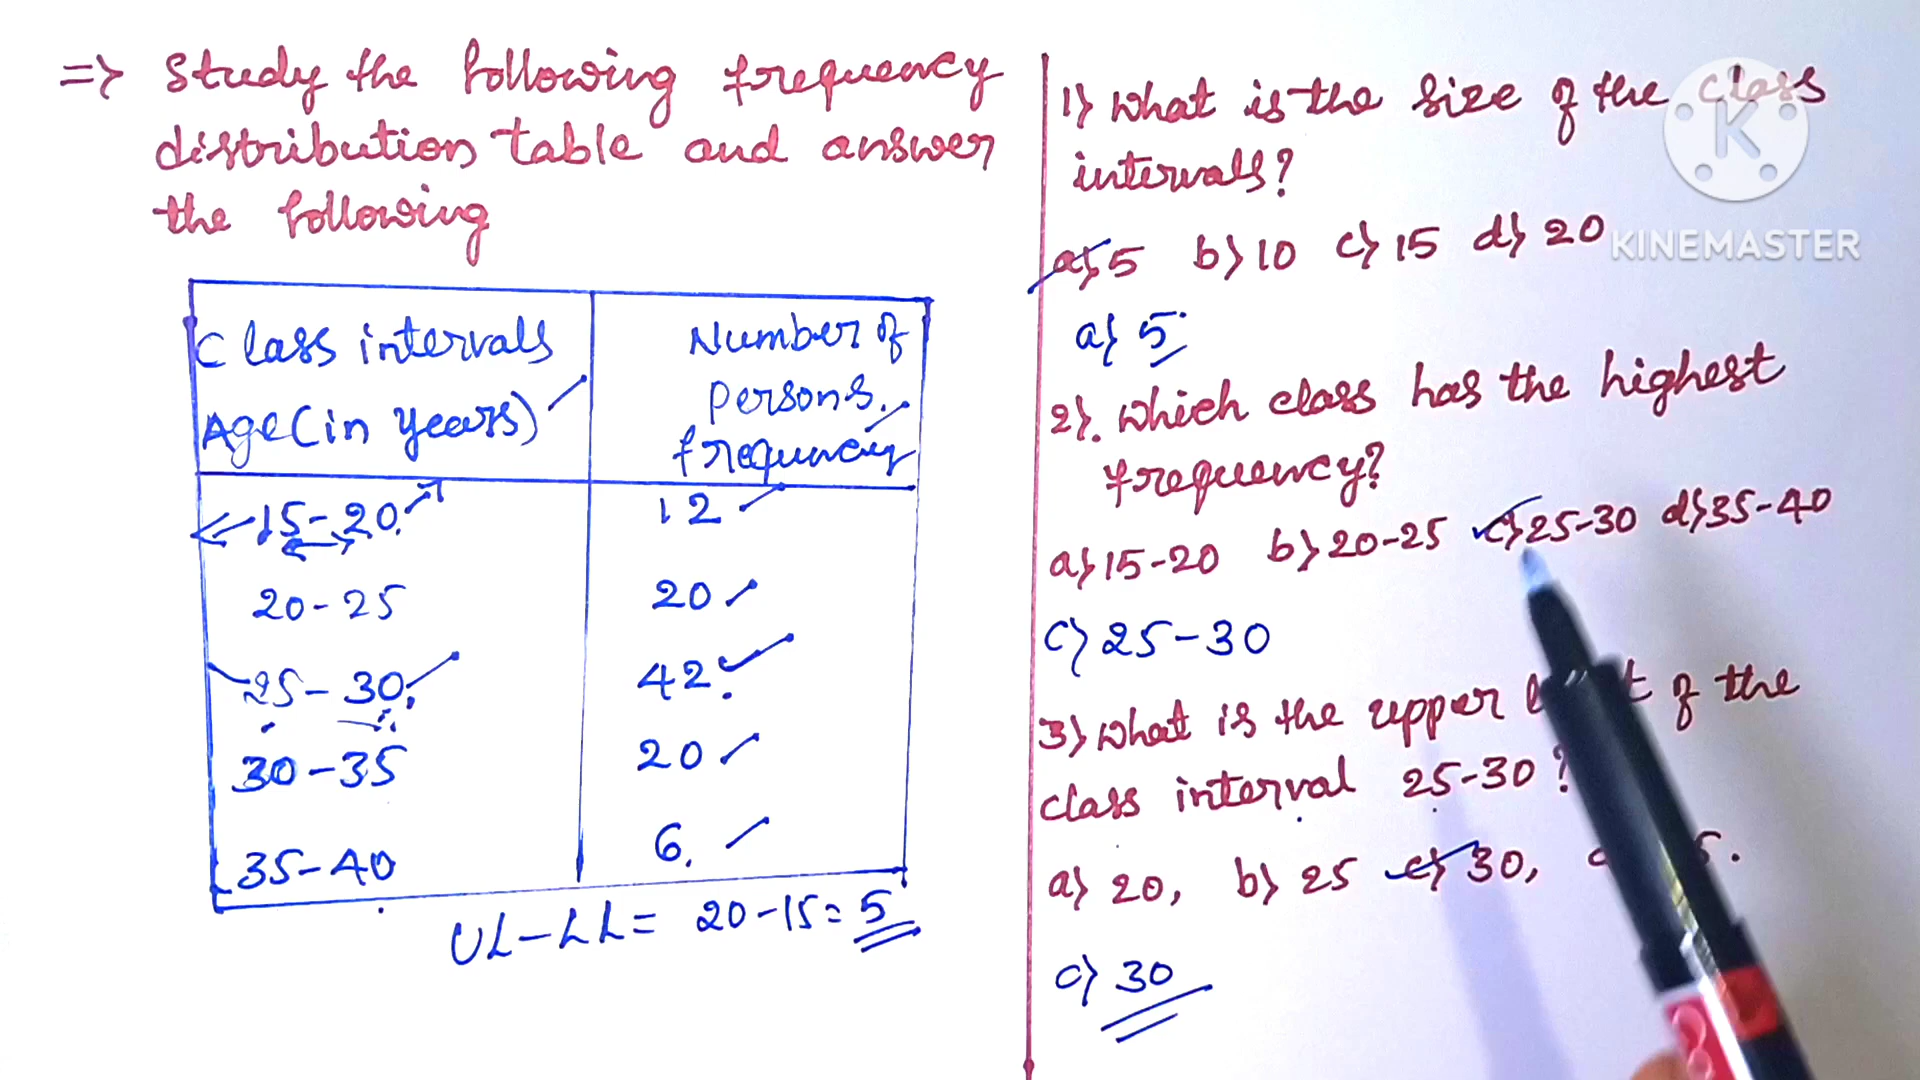 => Study the following frequency
distribution table and answer
the following
Class intervals
Age (in years)
Number of
persons.
frequency
15-20. 12
20-25 20
25-30. 42.
30-35 20
35-40 6.
UL-LL= 20-15= 5
1) What is the size of the class
intervals?
a) 5 b) 10 c) 15 d) 20
a) 5.
2). Which class has the highest
frequency?
a) 15-20 b) 20-25 c) 25-30 d) 35-40
c) 25-30
3) What is the upper of the
class interval 25-30?
a) 20, b) 25 c) 30,
c) 30
K
KINEMASTER